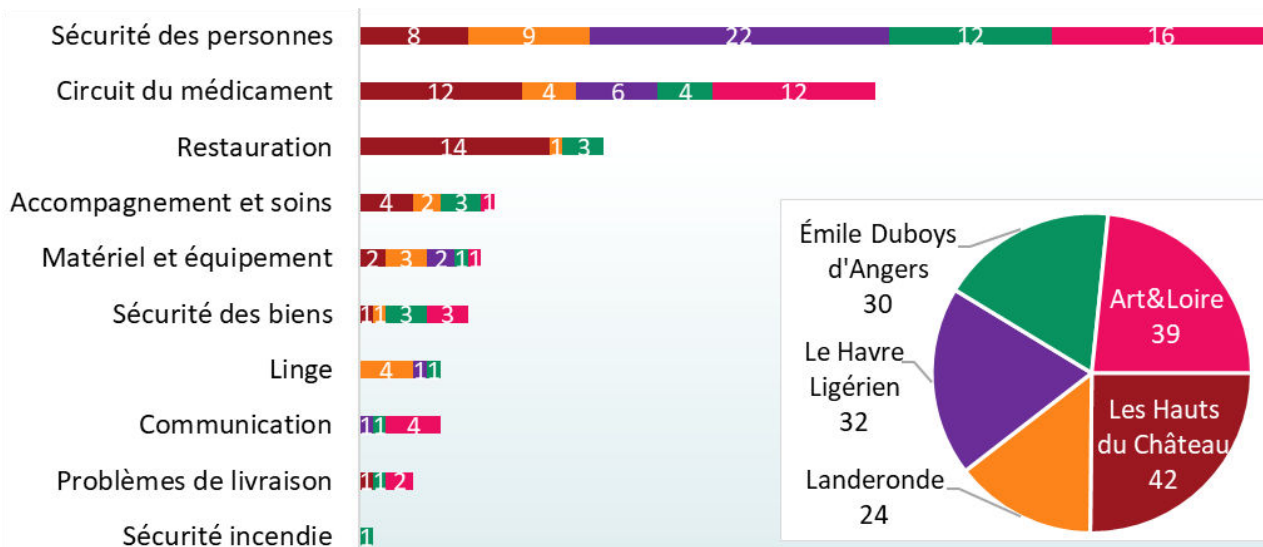 Sécurité des personnes 8 9 22 12 16
Circuit du médicament 12 4 6 4 12
Restauration 14 1 3
Accompagnement et soins 4 2 3 1
Matériel et équipement 2 3 2 1 1
Sécurité des biens 1 1 3 3
Linge 4 1 1
Communication 1 1 4
Problèmes de livraison 1 1 2
Sécurité incendie 1
Émile Duboys
d'Angers
30
Art&Loire
39
Le Havre
Ligérien
32
Les Hauts
du Château
42
Landeronde
24